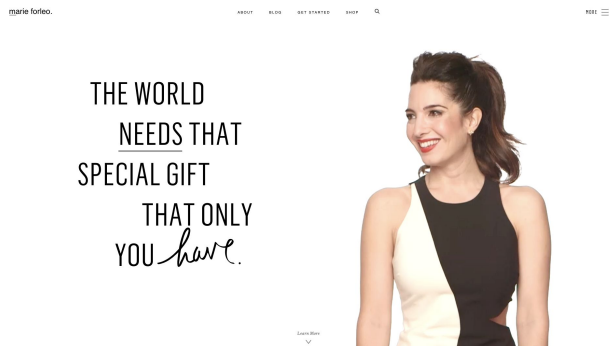 marie forleo.
ABOUT BLOG GET STARTED SHOP
MORE
THE WORLD
NEEDS THAT
SPECIAL GIFT
THAT ONLY
YOU have.
Learn More